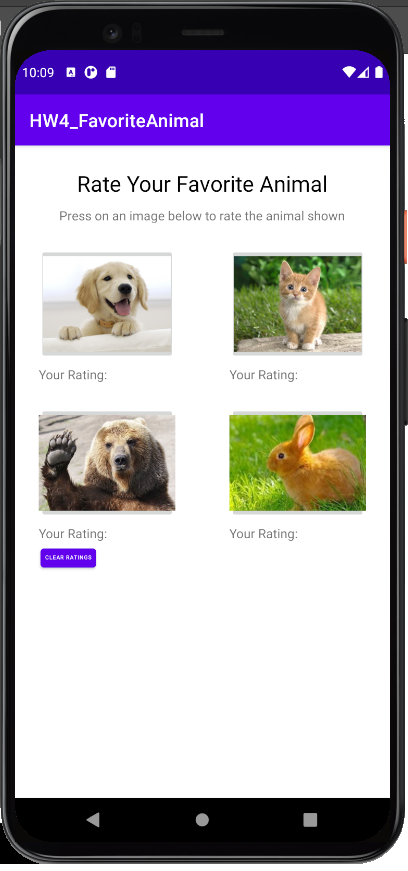 10:09
HW4_FavoriteAnimal
Rate Your Favorite Animal
Press on an image below to rate the animal shown
Your Rating:
Your Rating:
Your Rating:
Your Rating:
CLEAR RATINGS